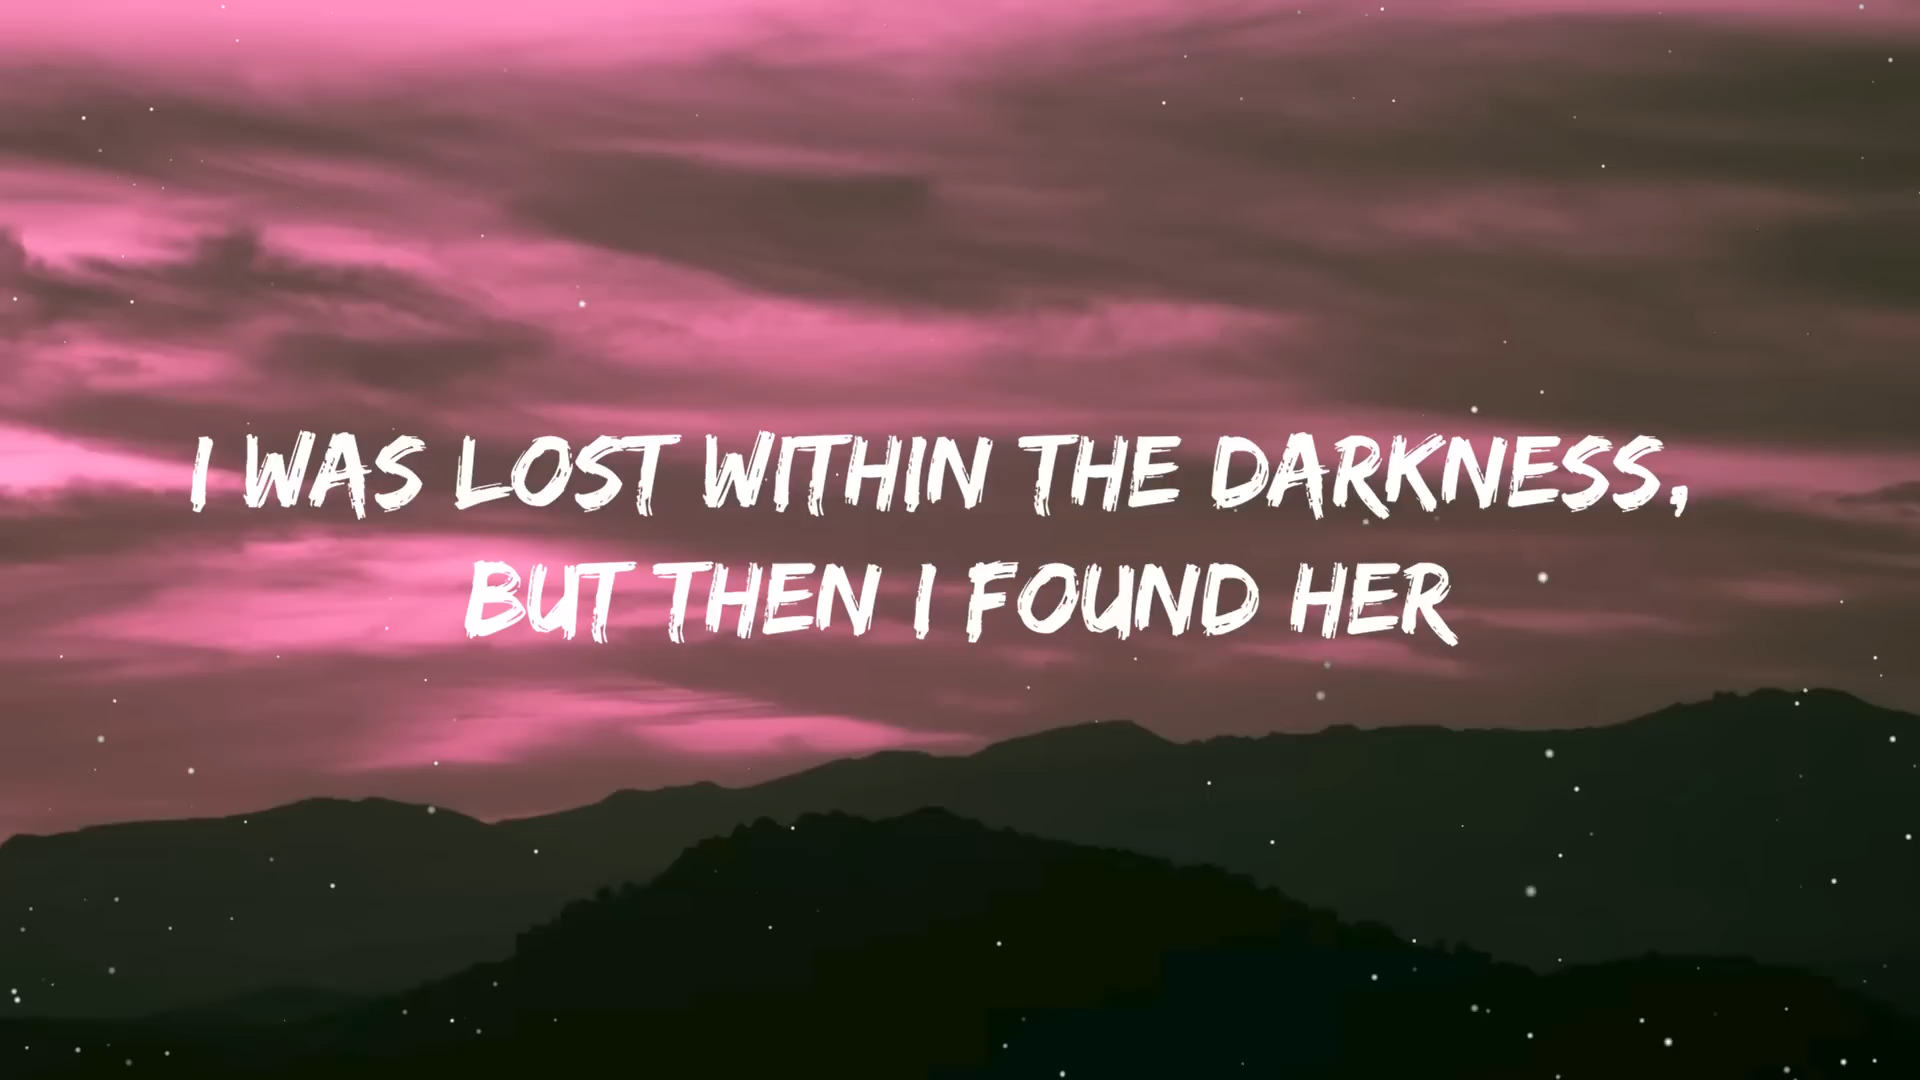 I WAS LOST WITHIN THE DARKNESS,
BUT THEN I FOUND HER